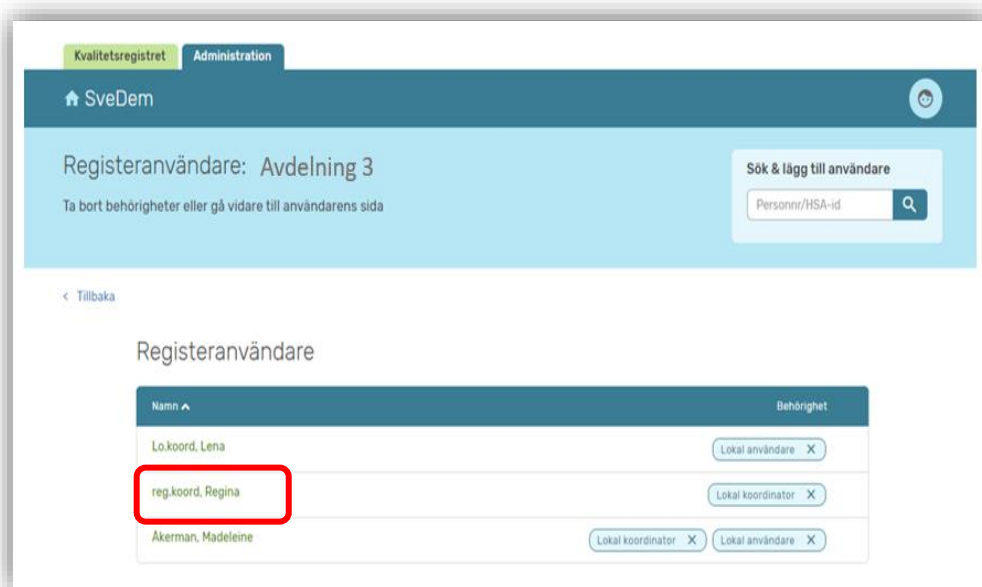 Kvalitetsregistret Administration
SveDem
Registeranvändare: Avdelning 3
Ta bort behörigheter eller gå vidare till användarens sida
Sök & lägg till användare
Personnr/HSA-id
< Tillbaka
Registeranvändare
Namn Behörighet
Lo.koord, Lena Lokal användare X
reg.koord, Regina Lokal koordinator X
Åkerman, Madeleine Lokal koordinator X Lokal användare X